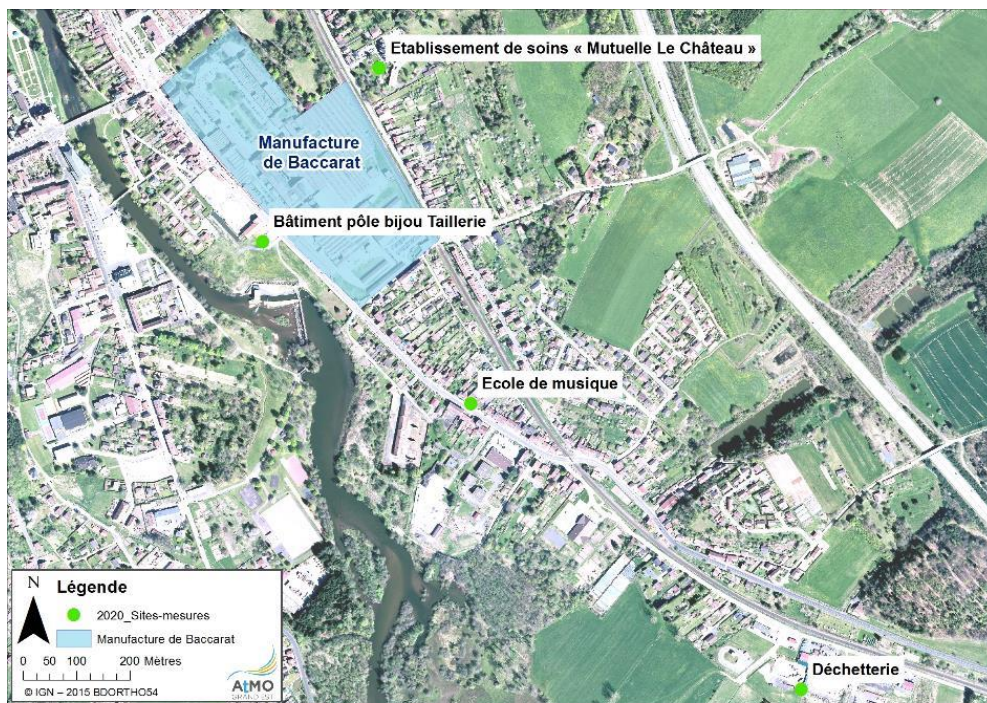 Etablissement de soins « Mutuelle Le Château »
Manufacture
de Baccarat
Bâtiment pôle bijou Taillerie
Ecole de musique
Déchetterie
N
Légende
2020_Sites-mesures
Manufacture de Baccarat
0 50 100 200 Mètres
© IGN – 2015 BDORTHO54
AtMO
GRAND EST